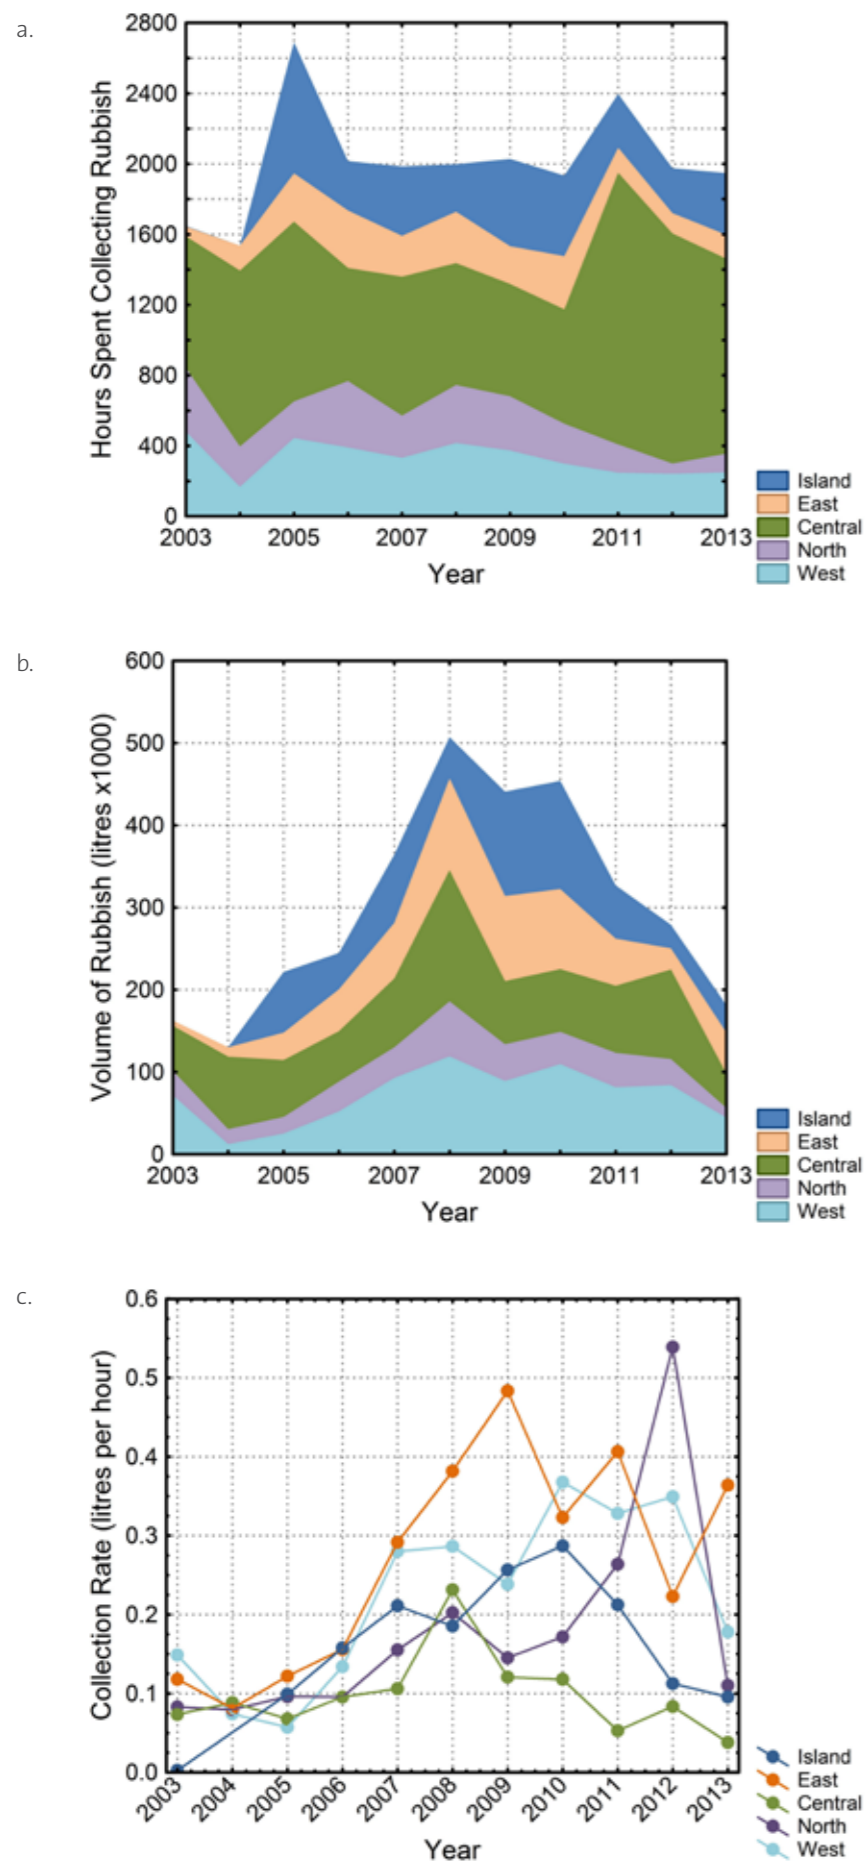 a.
Hours Spent Collecting Rubbish
2800
2400
2000
1600
1200
800
400
0
2003 2005 2007 2009 2011 2013
Year
Island
East
Central
North
West
b.
Volume of Rubbish (litres x1000)
600
500
400
300
200
100
0
2003 2005 2007 2009 2011 2013
Year
Island
East
Central
North
West
c.
Collection Rate (litres per hour)
0.6
0.5
0.4
0.3
0.2
0.1
0.0
2003 2004 2005 2006 2007 2008 2009 2010 2011 2012 2013
Year
Island
East
Central
North
West